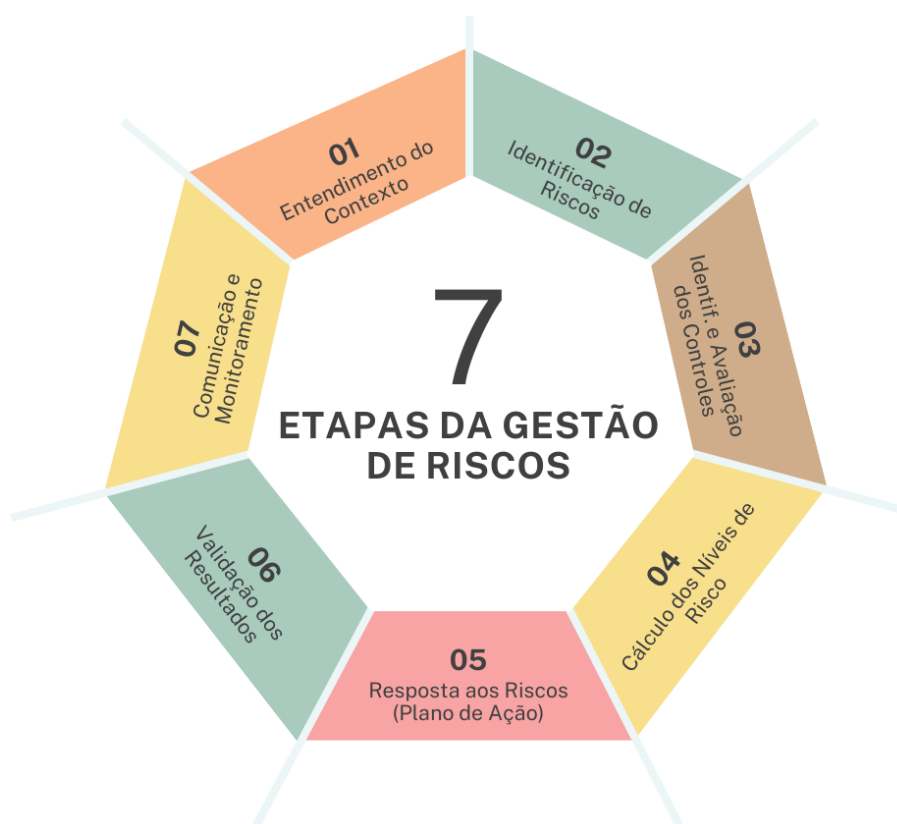 7
ETAPAS DA GESTÃO
DE RISCOS
01
Entendimento do
Contexto
02
Identificação de
Riscos
03
Identif. e Avaliação
dos Controles
04
Cálculo dos Níveis de
Risco
05
Resposta aos Riscos
(Plano de Ação)
06
Validação dos
Resultados
07
Comunicação e
Monitoramento